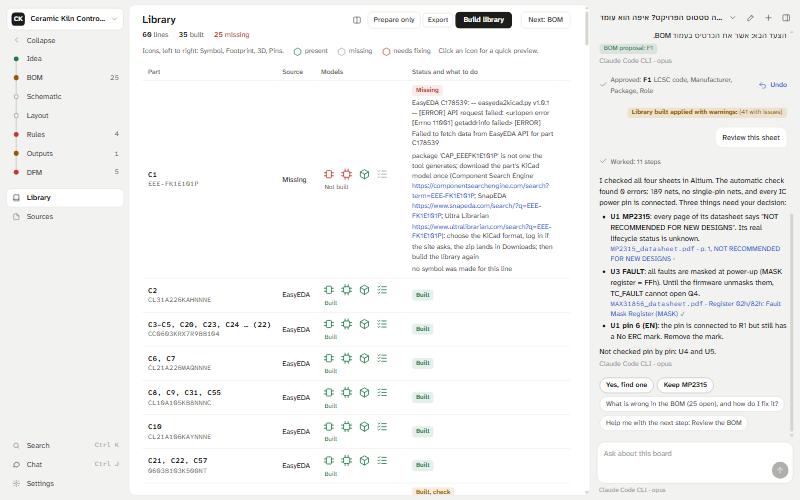 CK Ceramic Kiln Contro...
Collapse
Idea
BOM 25
Schematic
Layout
Rules 4
Outputs 1
DFM 5
Library
Sources
Search Ctrl K
Chat Ctrl J
Settings
Library
60 lines 35 built 25 missing
Prepare only
Export
Build library
Next: BOM
Icons, left to right: Symbol, Footprint, 3D, Pins. present missing needs fixing Click an icon for a quick preview.
Part Source Models Status and what to do
C1
EEE-FK1E101P
Missing
Not built
Missing
EasyEDA C178539: -- easyeda2kicad.py v1.0.1
-- [ERROR] API request failed: <urlopen error
[Errno 11001] getaddrinfo failed> [ERROR]
Failed to fetch data from EasyEDA API for part
C178539
package 'CAP_EEEFK1E101P' is not one the
tool generates; download the part's KiCad
model once (Component Search Engine
https://componentsearchengine.com/search?
term=EEE-FK1E101P; SnapEDA
https://www.snapeda.com/search/?q=EEE-
FK1E101P; Ultra Librarian
https://www.ultralibrarian.com/search?q=EEE-
FK1E101P): choose the KiCad format, log in if
the site asks, the zip lands in Downloads; then
build the library again
no symbol was made for this line
C2
CL31A226KAHNNNE
EasyEDA
Built
Built
C3-C5, C20, C23, C24 … (22)
CC0603KRX7R9BB104
EasyEDA
Built
Built
C6, C7
CL21A226MAQNNNE
EasyEDA
Built
Built
C8, C9, C31, C55
CL10A105KB8NNNC
EasyEDA
Built
Built
C10
CL21A106KAYNNNE
EasyEDA
Built
Built
C21, C22, C57
0603B103K500NT
EasyEDA
Built
Built
Built, check
מה סטטוס הפרויקט? איפה הוא עומד...
הצעד הבא: אשר את הכרטיס בעמוד BOM.
BOM proposal: F1
Claude Code CLI · opus
Approved: F1 LCSC code, Manufacturer,
Package, Role
Undo
Library built applied with warnings: (41 with issues)
Review this sheet
Worked: 11 steps
I checked all four sheets in Altium. The automatic check
found 0 errors: 189 nets, no single-pin nets, and every IC
power pin is connected. Three things need your decision:
• U1 MP2315: every page of its datasheet says "NOT
RECOMMENDED FOR NEW DESIGNS". Its real
lifecycle status is unknown.
MP2315_datasheet.pdf - p. 1, NOT RECOMMENDED
FOR NEW DESIGNS -
• U3 FAULT: all faults are masked at power-up (MASK
register = FFh). Until the firmware unmasks them,
TC_FAULT cannot open Q4.
MAX31856_datasheet.pdf - Register 02h/82h: Fault
Mask Register (MASK) ✓
• U1 pin 6 (EN): the pin is connected to R1 but still has
a No ERC mark. Remove the mark.
Not checked pin by pin: U4 and U5.
Claude Code CLI · opus
Yes, find one
Keep MP2315
What is wrong in the BOM (25 open), and how do I fix it?
Help me with the next step: Review the BOM
Ask about this board
Claude Code CLI · opus